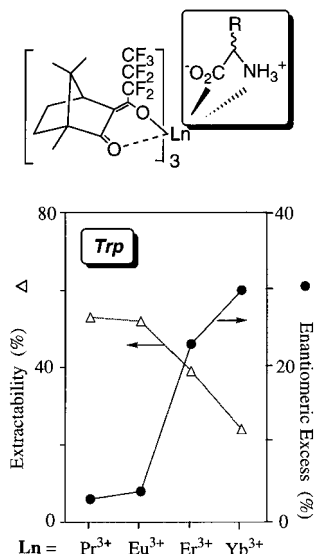 R
CF₃
CF₂
CF₂
⁻O₂C
NH₃⁺
O
Ln
O
3
80
40
Trp
△
●
Extractability (%)
40
20
Enantiomeric Excess (%)
0
0
Ln = Pr³⁺ Eu³⁺ Er³⁺ Yb³⁺